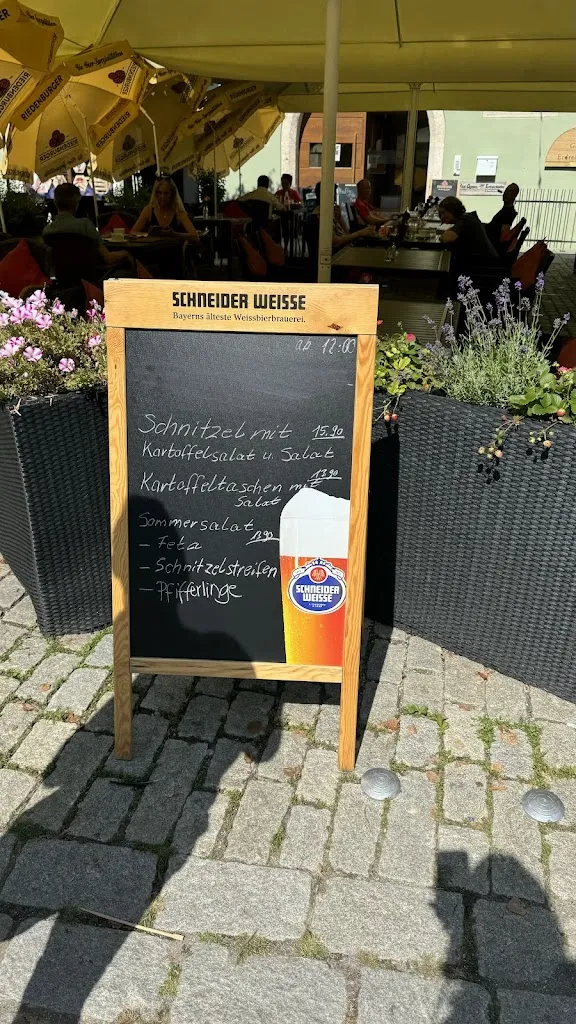 RIEDENBURGER
SCHNEIDER WEISSE
Bayerns älteste Weissbierbrauerei.
ab 12:00
Schnitzel mit 15,90
Kartoffelsalat u. Salat
Kartoffeltaschen mit 13,90
Salat
Sommersalat
13,90
- Feta
- Schnitzelstreifen
- Pfifferlinge
SCHNEIDER
WEISSE